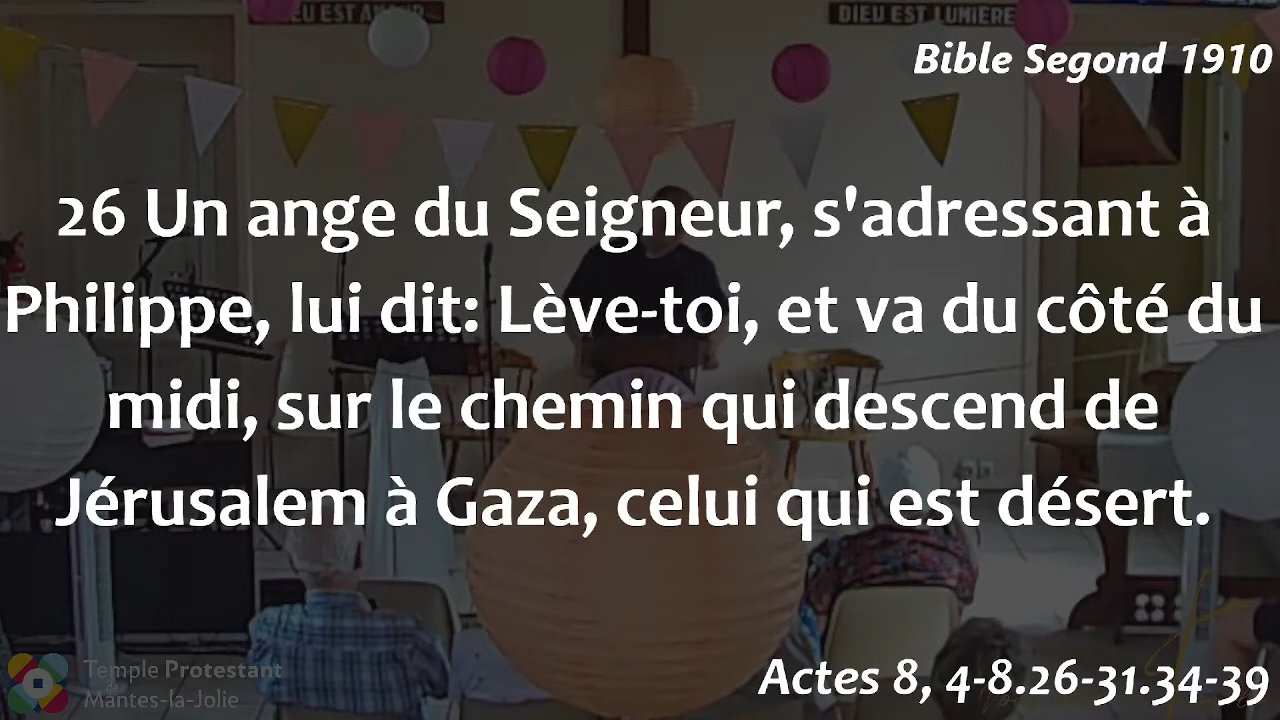 EU EST AMOUR
DIEU EST LUMIERE
Bible Segond 1910
26 Un ange du Seigneur, s'adressant à
Philippe, lui dit: Lève-toi, et va du côté du
midi, sur le chemin qui descend de
Jérusalem à Gaza, celui qui est désert.
Temple Protestant
de
Mantes-la-Jolie
Actes 8, 4-8.26-31.34-39